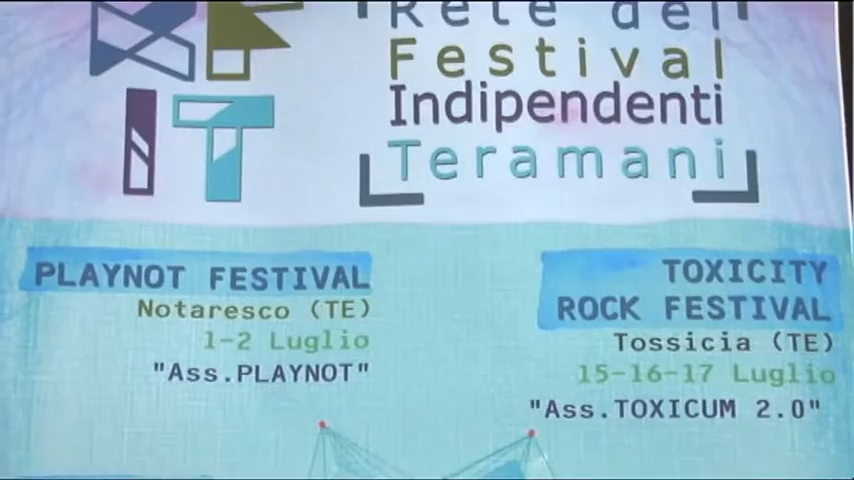 Rete dei
Festival
Indipendenti
Teramani
IT
PLAYNOT FESTIVAL
Notaresco (TE)
1-2 Luglio
"Ass.PLAYNOT"
TOXICITY
ROCK FESTIVAL
Tossicia (TE)
15-16-17 Luglio
"Ass.TOXICUM 2.0"